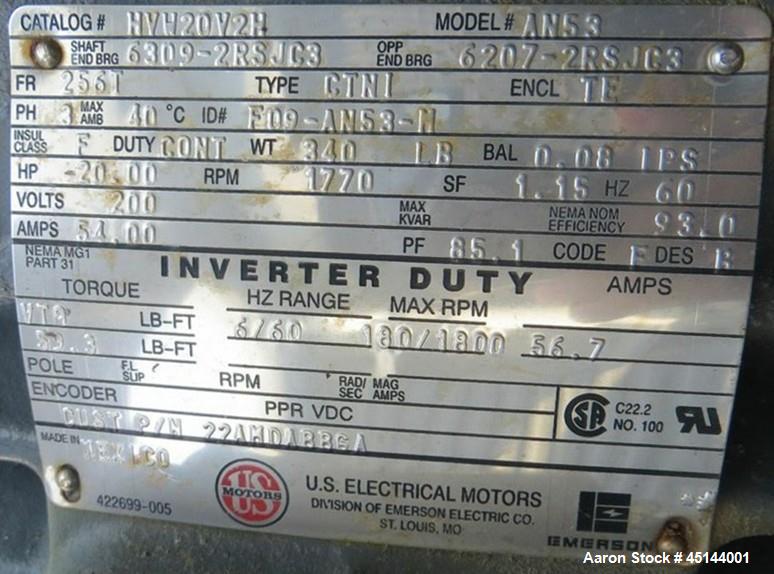 CATALOG # HVH20V2H MODEL # AN53
SHAFT END BRG 6309-2RSJC3 OPP END BRG 6207-2RSJC3
FR 256T TYPE CTNI ENCL TE
PH 3 MAX AMB 40 °C ID# F09-AN53-M
INSUL CLASS F DUTY CONT WT 340 LB BAL 0.08 IPS
HP 20.00 RPM 1770 SF 1.15 HZ 60
VOLTS 200 MAX KVAR NEMA NOM EFFICIENCY 93.0
AMPS 54.00 PF 85.1 CODE F DES B
NEMA MG1 PART 31 INVERTER DUTY
TORQUE HZ RANGE MAX RPM AMPS
LB-FT 6/60 180/1800 56.7
LB-FT
POLE F.L SLIP RPM RAD/SEC MAG AMPS
ENCODER PPR VDC
CUST P/N
MADE IN MEXICO
SA C22.2 NO. 100
422699-005
US MOTORS
U.S. ELECTRICAL MOTORS
DIVISION OF EMERSON ELECTRIC CO.
ST. LOUIS, MO
EMERSON
Aaron Stock # 45144001